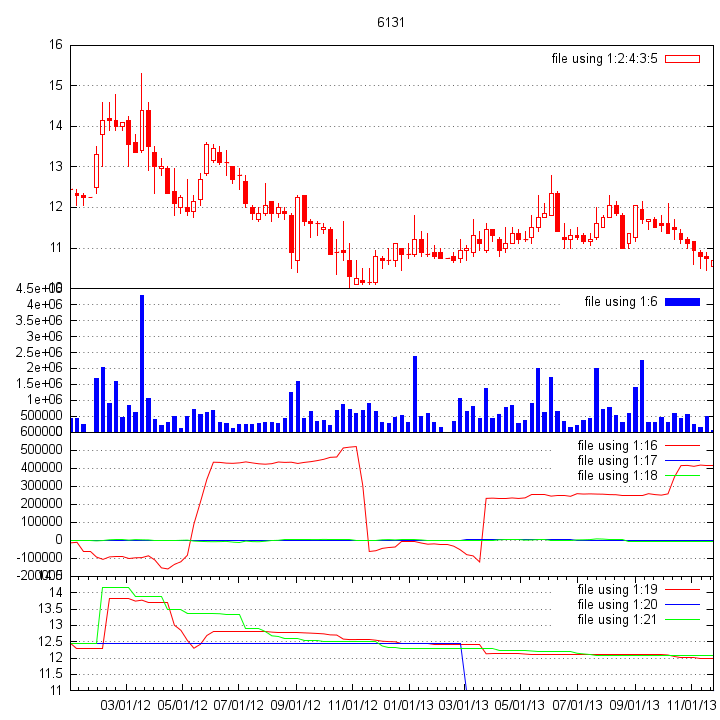 6131
16
file using 1:2:4:3:5
15
14
13
12
11
4.5e+06
file using 1:6
4e+06
3.5e+06
3e+06
2.5e+06
2e+06
1.5e+06
1e+06
500000
600000
file using 1:16
500000
file using 1:17
400000
file using 1:18
300000
200000
100000
0
-100000
file using 1:19
14
file using 1:20
13.5
file using 1:21
13
12.5
12
11.5
11
03/01/12 05/01/12 07/01/12 09/01/12 11/01/12 01/01/13 03/01/13 05/01/13 07/01/13 09/01/13 11/01/13